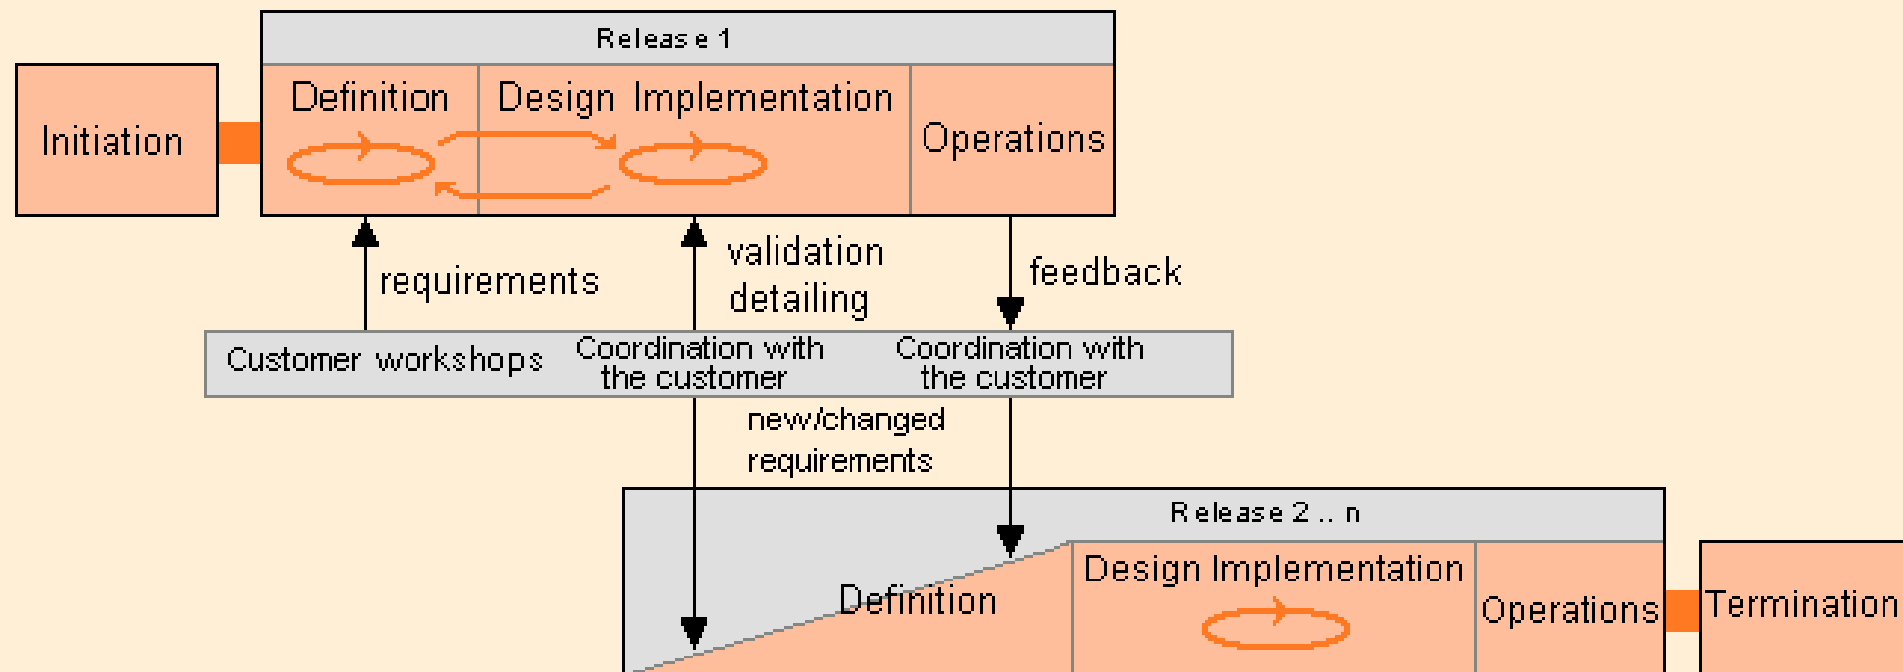 Release 1
Initiation
Definition
Design Implementation
Operations
requirements
validation
detailing
feedback
Customer workshops
Coordination with
the customer
Coordination with
the customer
new/changed
requirements
Release 2 .. n
Definition
Design Implementation
Operations
Termination